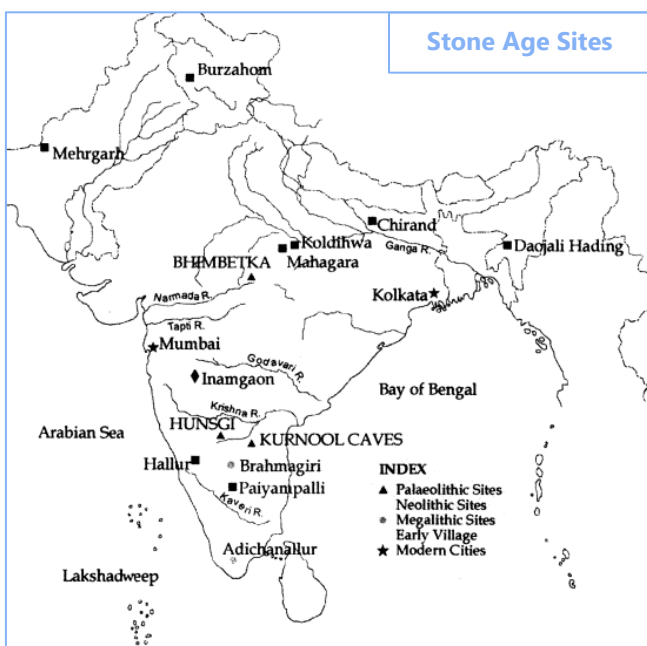 Stone Age Sites
Burzahom
Mehrgarh
Chirand
Koldihwa
Ganga R.
Daojali Hading
BHIMBETKA
Mahagara
Narmada R.
Kolkata
Tapti R.
Mumbai
Godavari R.
Inamgaon
Bay of Bengal
Krishna R.
HUNSGI
Arabian Sea
KURNOOL CAVES
Hallur
Brahmagiri
Paiyampalli
Kaveri R.
INDEX
Palaeolithic Sites
Neolithic Sites
Megalithic Sites
Early Village
Modern Cities
Adichanallur
Lakshadweep